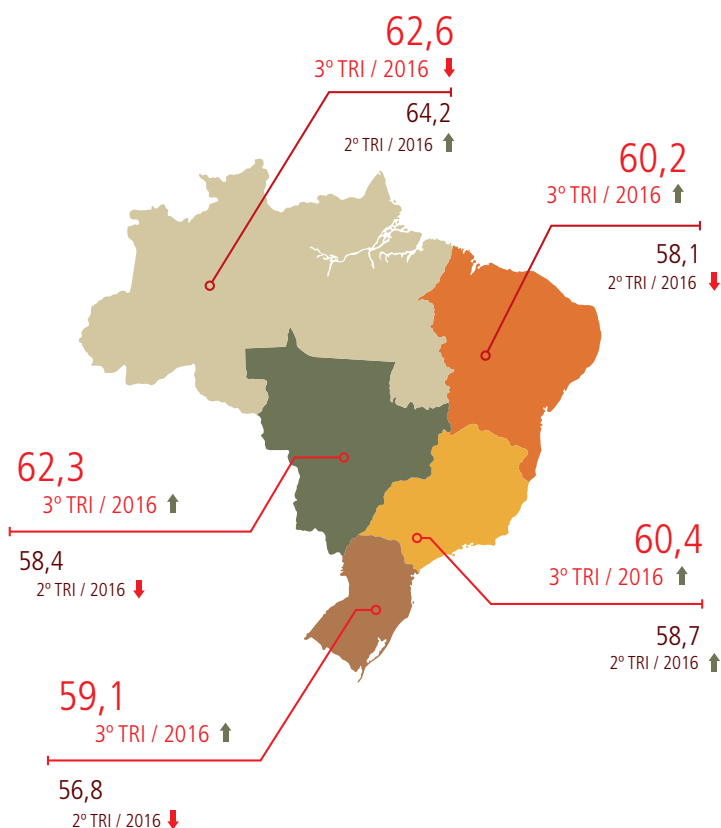 62,6
3º TRI / 2016
64,2
2º TRI / 2016
60,2
3º TRI / 2016
58,1
2º TRI / 2016
62,3
3º TRI / 2016
58,4
2º TRI / 2016
60,4
3º TRI / 2016
58,7
2º TRI / 2016
59,1
3º TRI / 2016
56,8
2º TRI / 2016